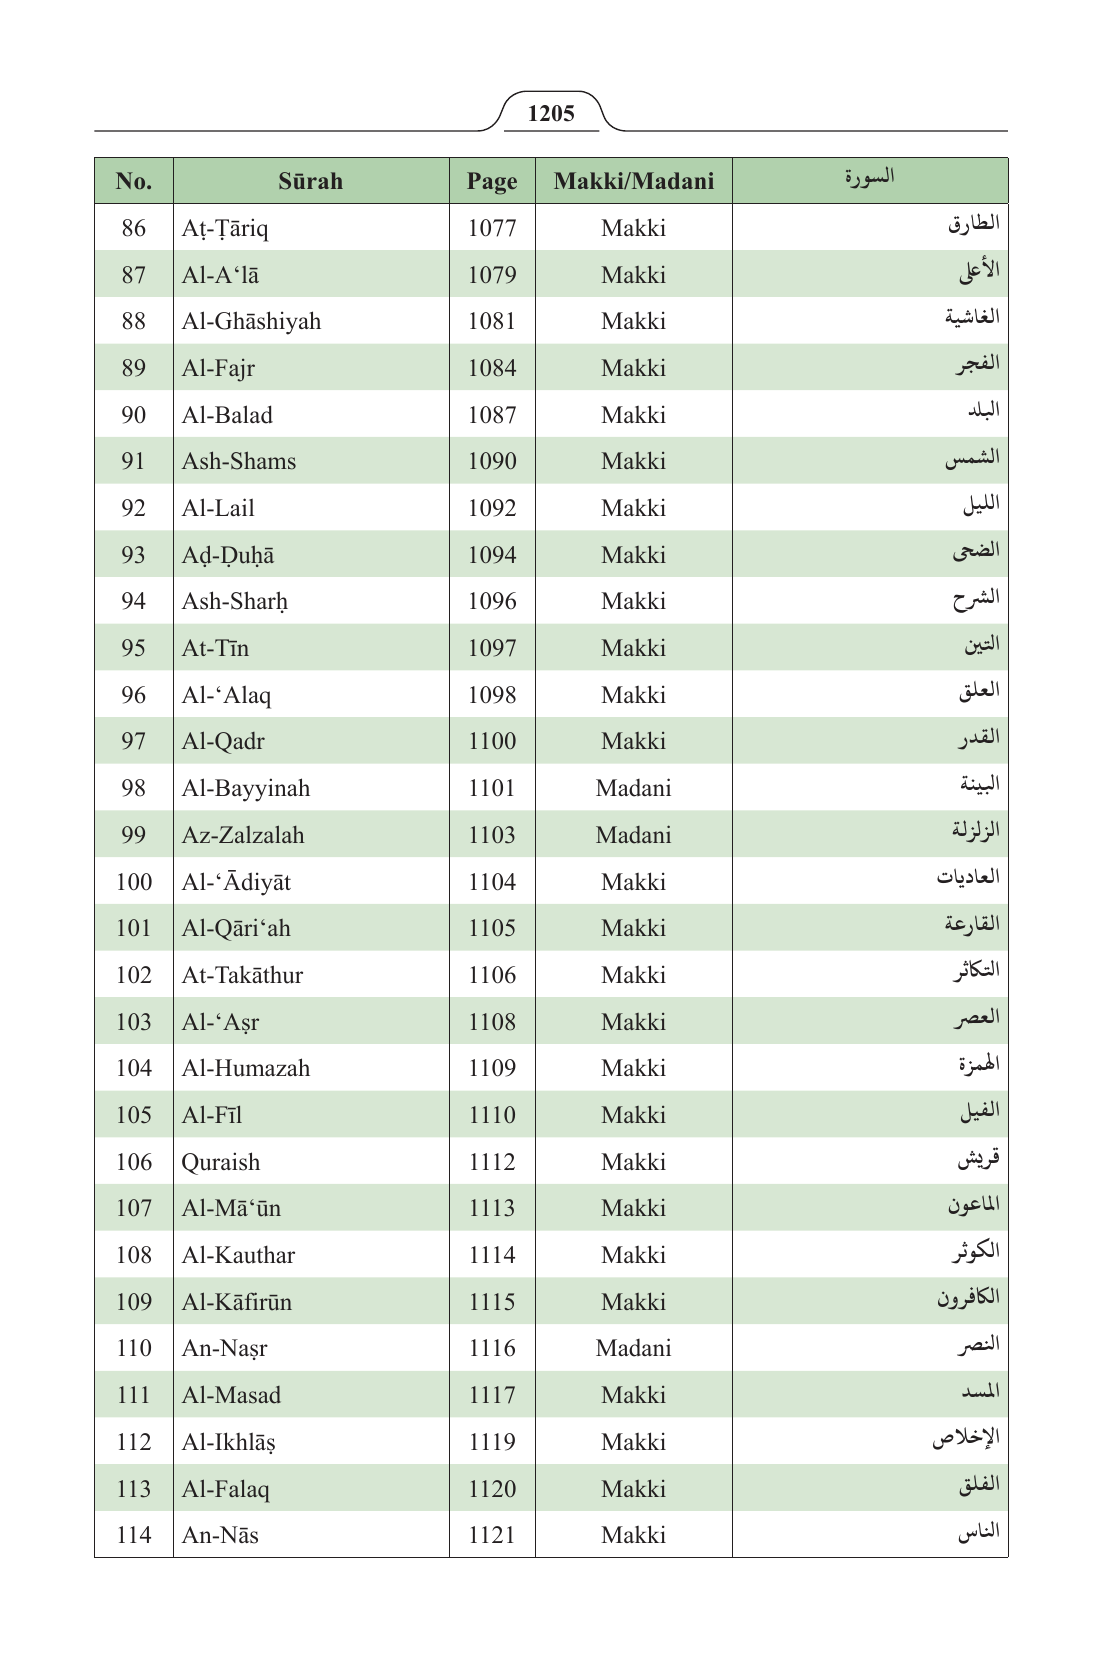 1205
No. Sūrah Page Makki/Madani السورة
86 Aṭ-Ṭāriq 1077 Makki الطارق
87 Al-A‘lā 1079 Makki الأعلى
88 Al-Ghāshiyah 1081 Makki الغاشية
89 Al-Fajr 1084 Makki الفجر
90 Al-Balad 1087 Makki البلد
91 Ash-Shams 1090 Makki الشمس
92 Al-Lail 1092 Makki الليل
93 Aḍ-Ḍuḥā 1094 Makki الضحى
94 Ash-Sharḥ 1096 Makki الشرح
95 At-Tīn 1097 Makki التين
96 Al-‘Alaq 1098 Makki العلق
97 Al-Qadr 1100 Makki القدر
98 Al-Bayyinah 1101 Madani البينة
99 Az-Zalzalah 1103 Madani الزلزلة
100 Al-‘Ādiyāt 1104 Makki العاديات
101 Al-Qāri‘ah 1105 Makki القارعة
102 At-Takāthur 1106 Makki التكاثر
103 Al-‘Aṣr 1108 Makki العصر
104 Al-Humazah 1109 Makki الهمزة
105 Al-Fīl 1110 Makki الفيل
106 Quraish 1112 Makki قريش
107 Al-Mā‘ūn 1113 Makki الماعون
108 Al-Kauthar 1114 Makki الكوثر
109 Al-Kāfirūn 1115 Makki الكافرون
110 An-Naṣr 1116 Madani النصر
111 Al-Masad 1117 Makki المسد
112 Al-Ikhlāṣ 1119 Makki الإخلاص
113 Al-Falaq 1120 Makki الفلق
114 An-Nās 1121 Makki الناس